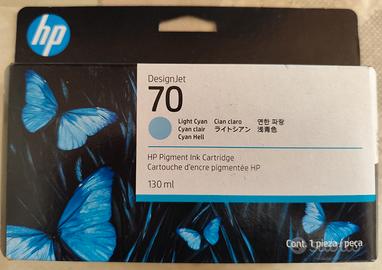 hp
DesignJet
70
Light Cyan Cian claro 연한 파랑
Cyan clair ライトシアン 浅青色
Cyan Hell
HP Pigment Ink Cartridge
Cartouche d'encre pigmentée HP
130 ml
Cont. 1 pieza / peça